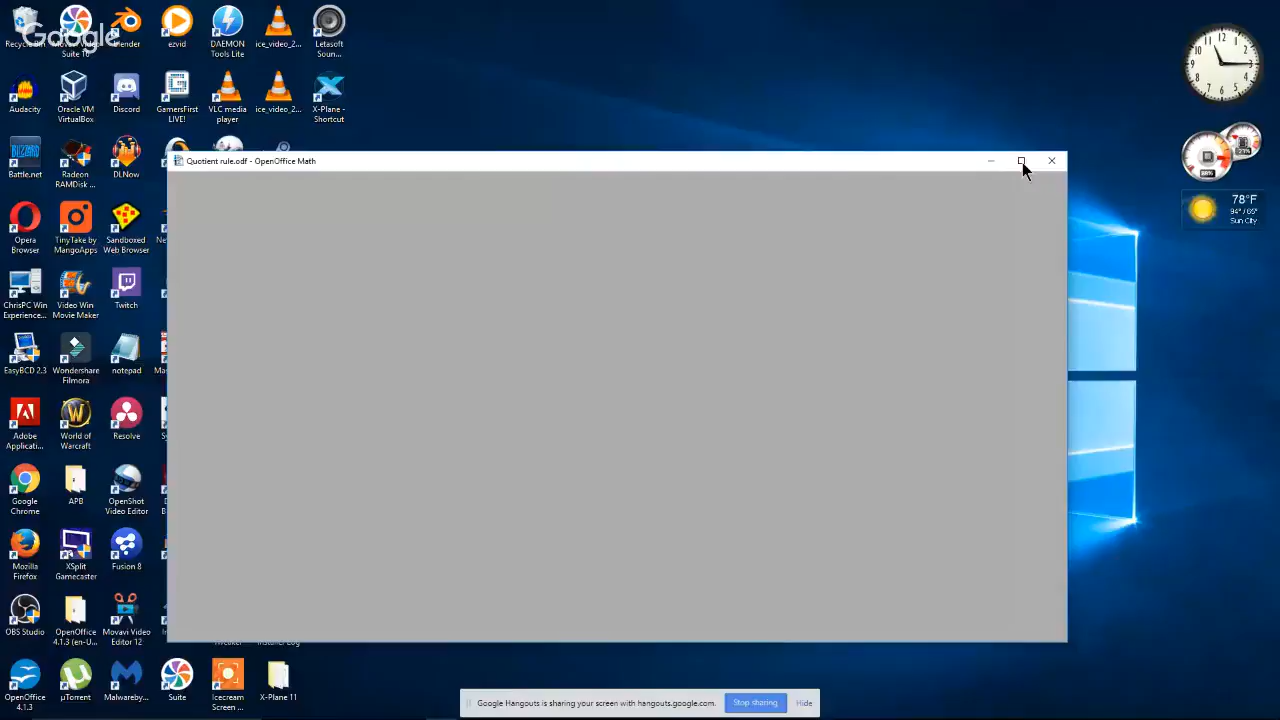 Google
Recycle Bin
Movavi Video
Suite 16
Blender
ezvid
DAEMON
Tools Lite
ice_video_2...
Letasoft
Soun...
Audacity
Oracle VM
VirtualBox
Discord
GamersFirst
LIVE!
VLC media
player
ice_video_2...
X-Plane -
Shortcut
BLIZZARD
Battle.net
Radeon
RAMDisk ...
DLNow
Quotient rule.odf - OpenOffice Math
Opera
Browser
TinyTake by
MangoApps
Sandboxed
Web Browser
ChrisPC Win
Experience...
Video Win
Movie Maker
Twitch
EasyBCD 2.3
Wondershare
Filmora
notepad
Adobe
Applicati...
World of
Warcraft
Resolve
Google
Chrome
APB
OpenShot
Video Editor
Mozilla
Firefox
XSplit
Gamecaster
Fusion 8
OBS Studio
OpenOffice
4.1.3 (en-U...
Movavi Video
Editor 12
OpenOffice
4.1.3
µTorrent
Malwareby...
Suite
Icecream
Screen ...
X-Plane 11
78°F
94° / 65°
Sun City
Google Hangouts is sharing your screen with hangouts.google.com.
Stop sharing
Hide